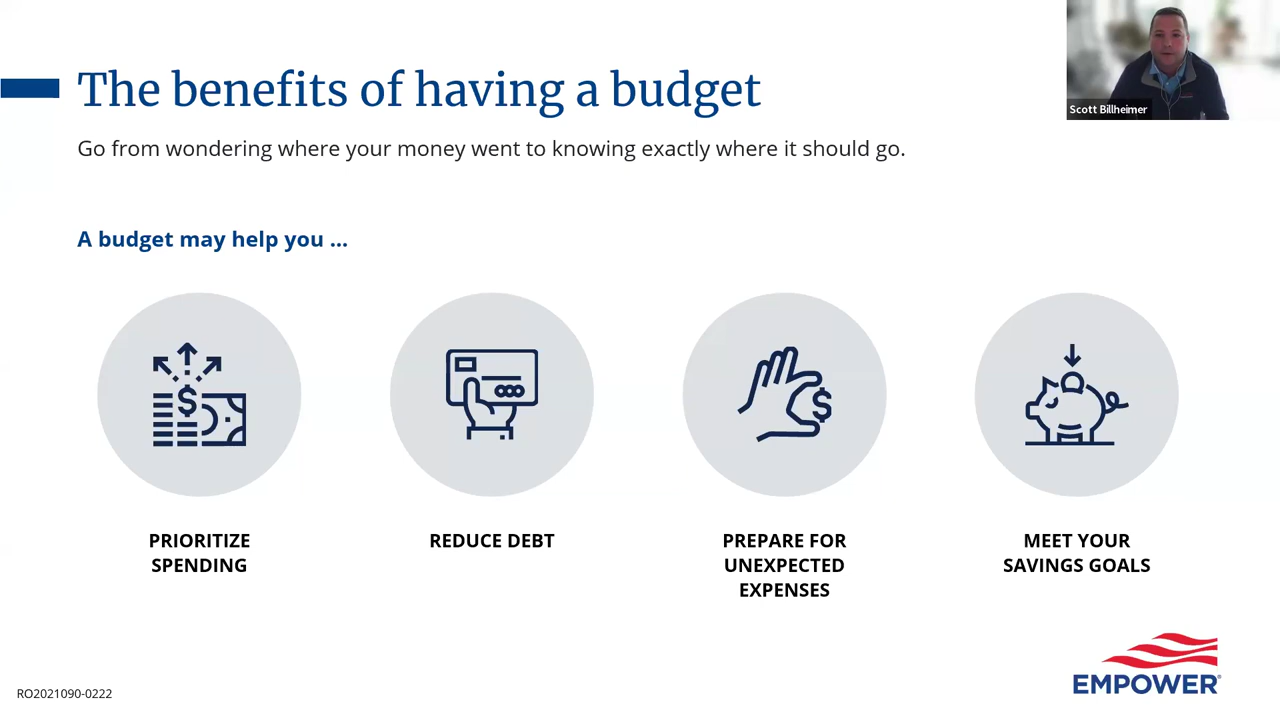 The benefits of having a budget
Scott Billheimer
Go from wondering where your money went to knowing exactly where it should go.
A budget may help you ...
PRIORITIZE
SPENDING
REDUCE DEBT
PREPARE FOR
UNEXPECTED
EXPENSES
MEET YOUR
SAVINGS GOALS
RO2021090-0222
EMPOWER®